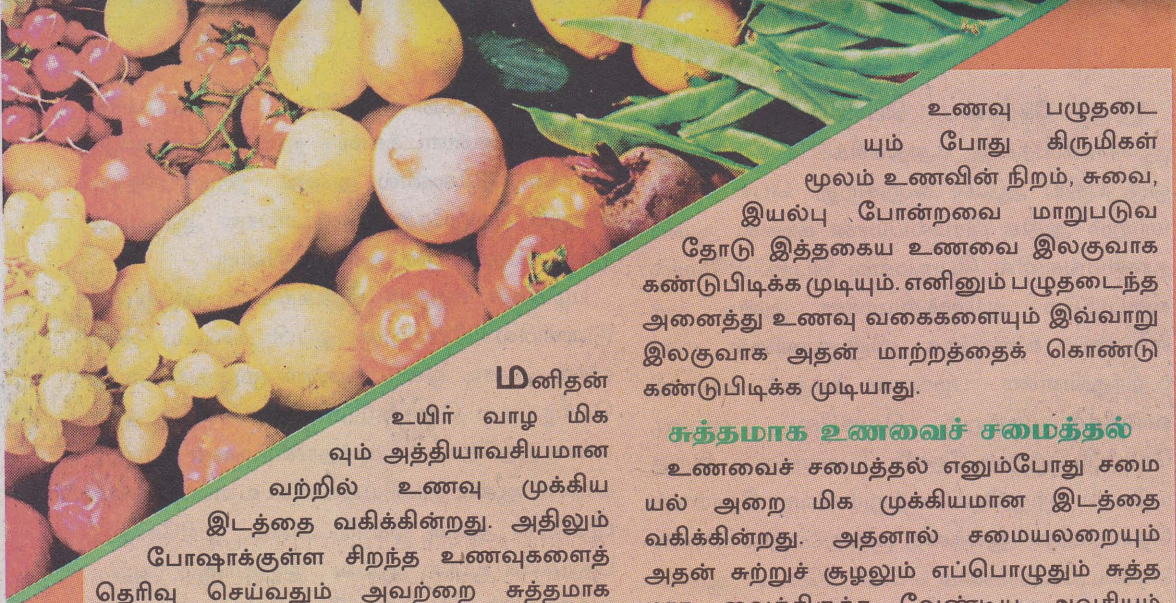 மனிதன்
உயிர் வாழ மிக
வும் அத்தியாவசியமான
வற்றில் உணவு முக்கிய
இடத்தை வகிக்கின்றது. அதிலும்
போஷாக்குள்ள சிறந்த உணவுகளைத்
தெரிவு செய்வதும் அவற்றை சுத்தமாக
உணவு பழுதடை
யும் போது கிருமிகள்
மூலம் உணவின் நிறம், சுவை,
இயல்பு போன்றவை மாறுபடுவ
தோடு இத்தகைய உணவை இலகுவாக
கண்டுபிடிக்க முடியும். எனினும் பழுதடைந்த
அனைத்து உணவு வகைகளையும் இவ்வாறு
இலகுவாக அதன் மாற்றத்தைக் கொண்டு
கண்டுபிடிக்க முடியாது.
சுத்தமாக உணவைச் சமைத்தல்
உணவைச் சமைத்தல் எனும்போது சமை
யல் அறை மிக முக்கியமான இடத்தை
வகிக்கின்றது. அதனால் சமையலறையும்
அதன் சுற்றுச் சூழலும் எப்பொழுதும் சுத்த